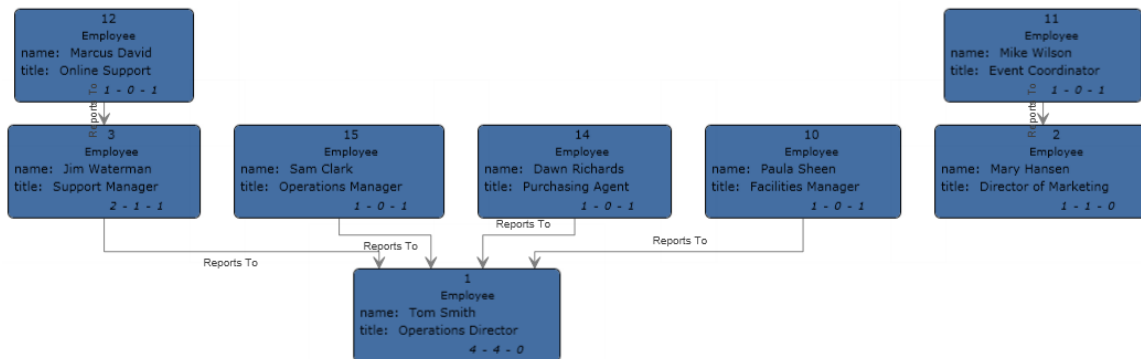 12
Employee
name: Marcus David
title: Online Support
1 - 0 - 1
11
Employee
name: Mike Wilson
title: Event Coordinator
1 - 0 - 1
Reports To
Reports To
3
Employee
name: Jim Waterman
title: Support Manager
2 - 1 - 1
15
Employee
name: Sam Clark
title: Operations Manager
1 - 0 - 1
14
Employee
name: Dawn Richards
title: Purchasing Agent
1 - 0 - 1
10
Employee
name: Paula Sheen
title: Facilities Manager
1 - 0 - 1
2
Employee
name: Mary Hansen
title: Director of Marketing
1 - 1 - 0
Reports To
Reports To
Reports To
Reports To
1
Employee
name: Tom Smith
title: Operations Director
4 - 4 - 0